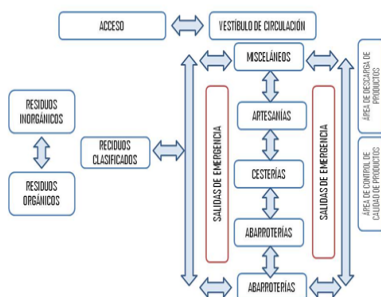 ACCESO
VESTÍBULO DE CIRCULACIÓN
MISCELÁNEOS
ÁREA DE DESCARGA DE
PRODUCTOS
RESIDUOS
INORGÁNICOS
ARTESANÍAS
RECIDUOS
CLASIFICADOS
SALIDAS DE EMERGENCIA
SALIDAS DE EMERGENCIA
ÁREA DE CONTROL DE
CALIDAD DE PRODUCTOS
RESIDUOS
ORGÁNICOS
CESTERÍAS
ABARROTERÍAS
ABARROTERÍAS